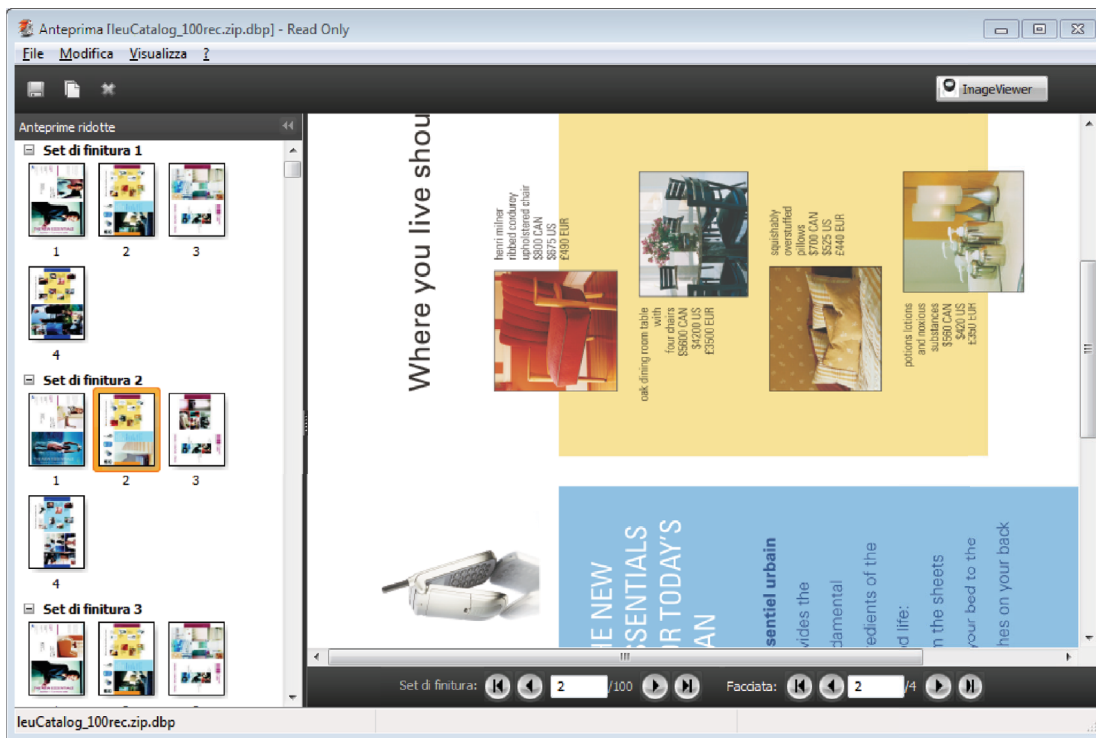 Anteprima [leuCatalog_100rec.zip.dbp] - Read Only
File Modifica Visualizza ?
ImageViewer
Anteprime ridotte
Set di finitura 1
1 2 3
4
Set di finitura 2
1 2 3
4
Set di finitura 3
Where you live shou
henri milner
ribbed corduroy
upholstered chair
$800 CAN
$675 US
£490 EUR
oak dining room table
with
four chairs
$5600 CAN
$4200 US
£3500 EUR
squishably
overstuffed
pillows
$700 CAN
$525 US
£440 EUR
potions lotions
and noxious
substances
$560 CAN
$420 US
£350 EUR
HE NEW
SSENTIALS
OR TODAY'S
AN
sentiel urbain
vides the
damental
redients of the
od life:
m the sheets
your bed to the
hes on your back
Set di finitura: 2 /100 Facciata: 2 /4
leuCatalog_100rec.zip.dbp